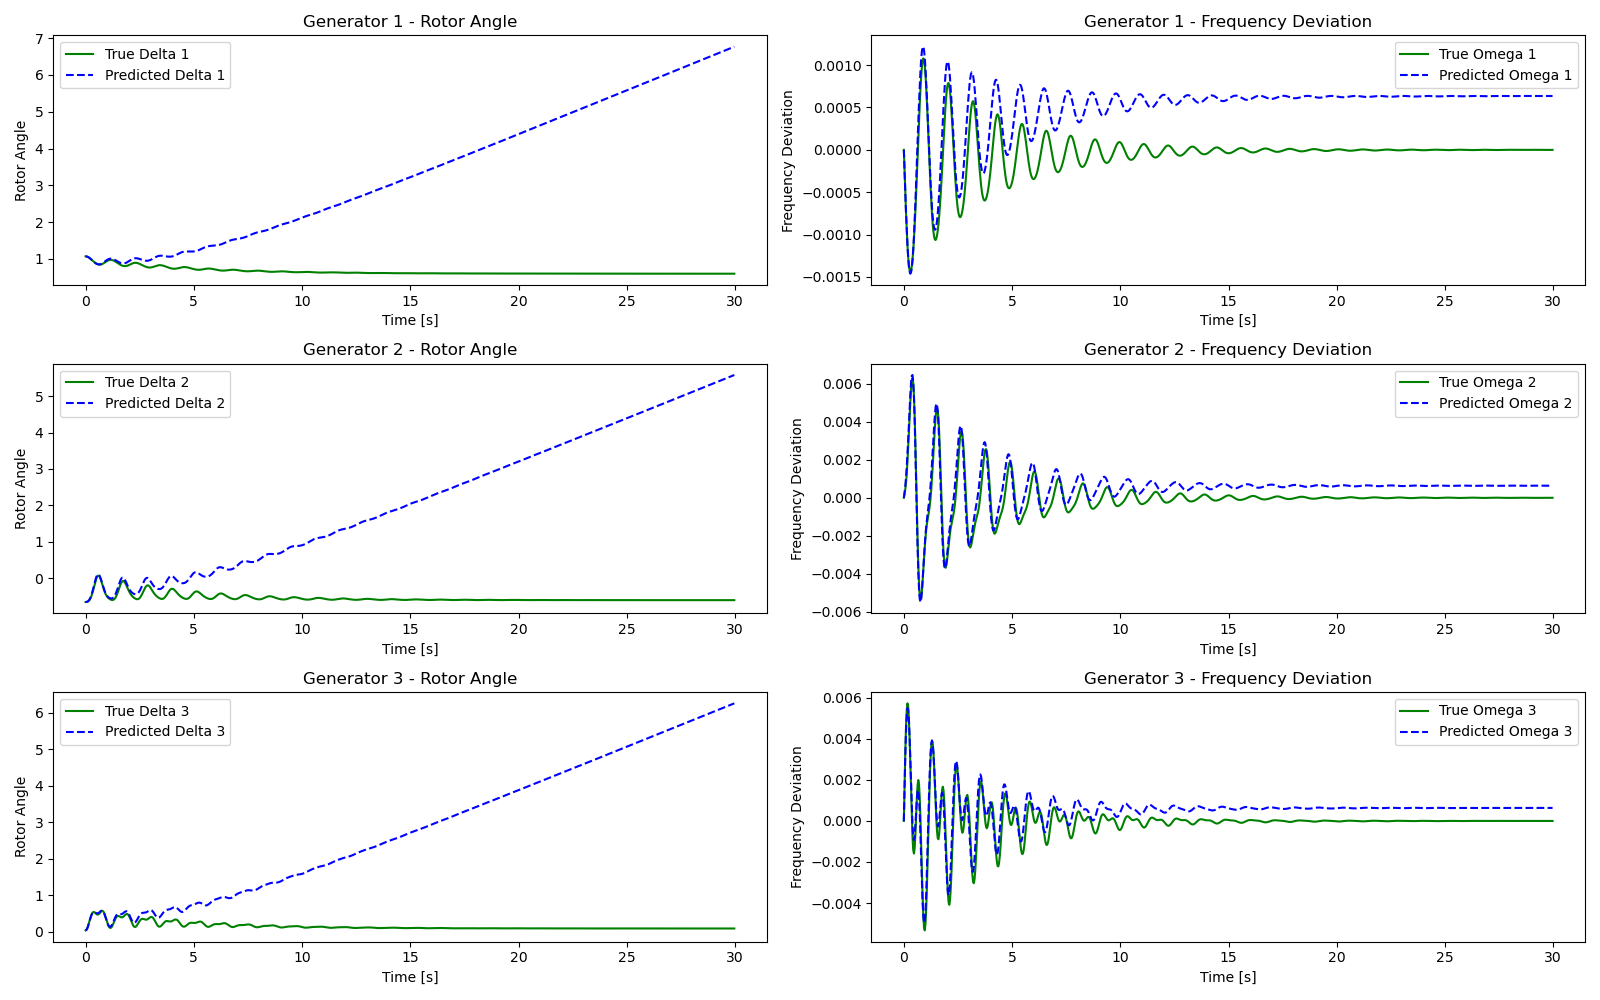 Generator 1 - Rotor Angle
True Delta 1
Predicted Delta 1
Rotor Angle
7
6
5
4
3
2
1
0 5 10 15 20 25 30
Time [s]
Generator 1 - Frequency Deviation
True Omega 1
Predicted Omega 1
Frequency Deviation
0.0010
0.0005
0.0000
−0.0005
−0.0010
−0.0015
0 5 10 15 20 25 30
Time [s]
Generator 2 - Rotor Angle
True Delta 2
Predicted Delta 2
Rotor Angle
5
4
3
2
1
0
0 5 10 15 20 25 30
Time [s]
Generator 2 - Frequency Deviation
True Omega 2
Predicted Omega 2
Frequency Deviation
0.006
0.004
0.002
0.000
−0.002
−0.004
−0.006
0 5 10 15 20 25 30
Time [s]
Generator 3 - Rotor Angle
True Delta 3
Predicted Delta 3
Rotor Angle
6
5
4
3
2
1
0
0 5 10 15 20 25 30
Time [s]
Generator 3 - Frequency Deviation
True Omega 3
Predicted Omega 3
Frequency Deviation
0.006
0.004
0.002
0.000
−0.002
−0.004
0 5 10 15 20 25 30
Time [s]